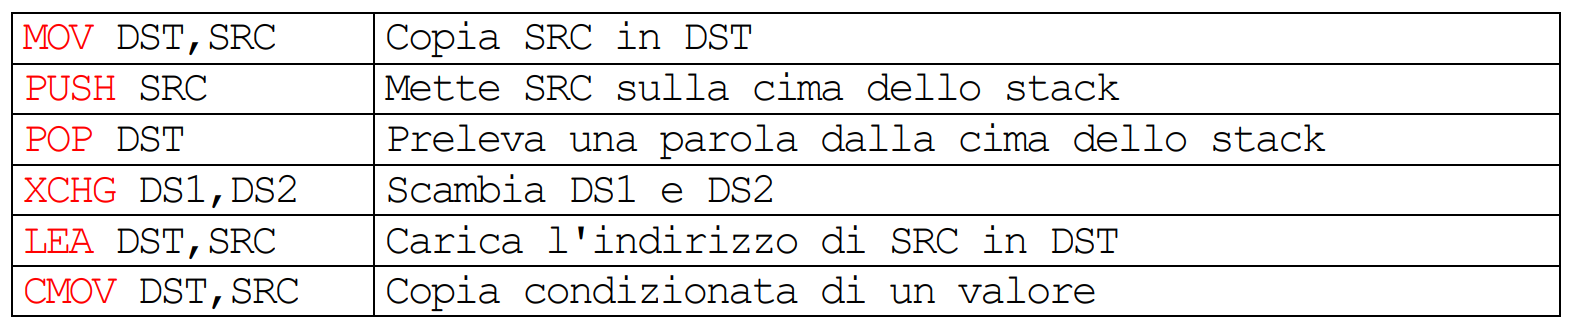 MOV DST,SRC Copia SRC in DST
PUSH SRC Mette SRC sulla cima dello stack
POP DST Preleva una parola dalla cima dello stack
XCHG DS1,DS2 Scambia DS1 e DS2
LEA DST,SRC Carica l'indirizzo di SRC in DST
CMOV DST,SRC Copia condizionata di un valore